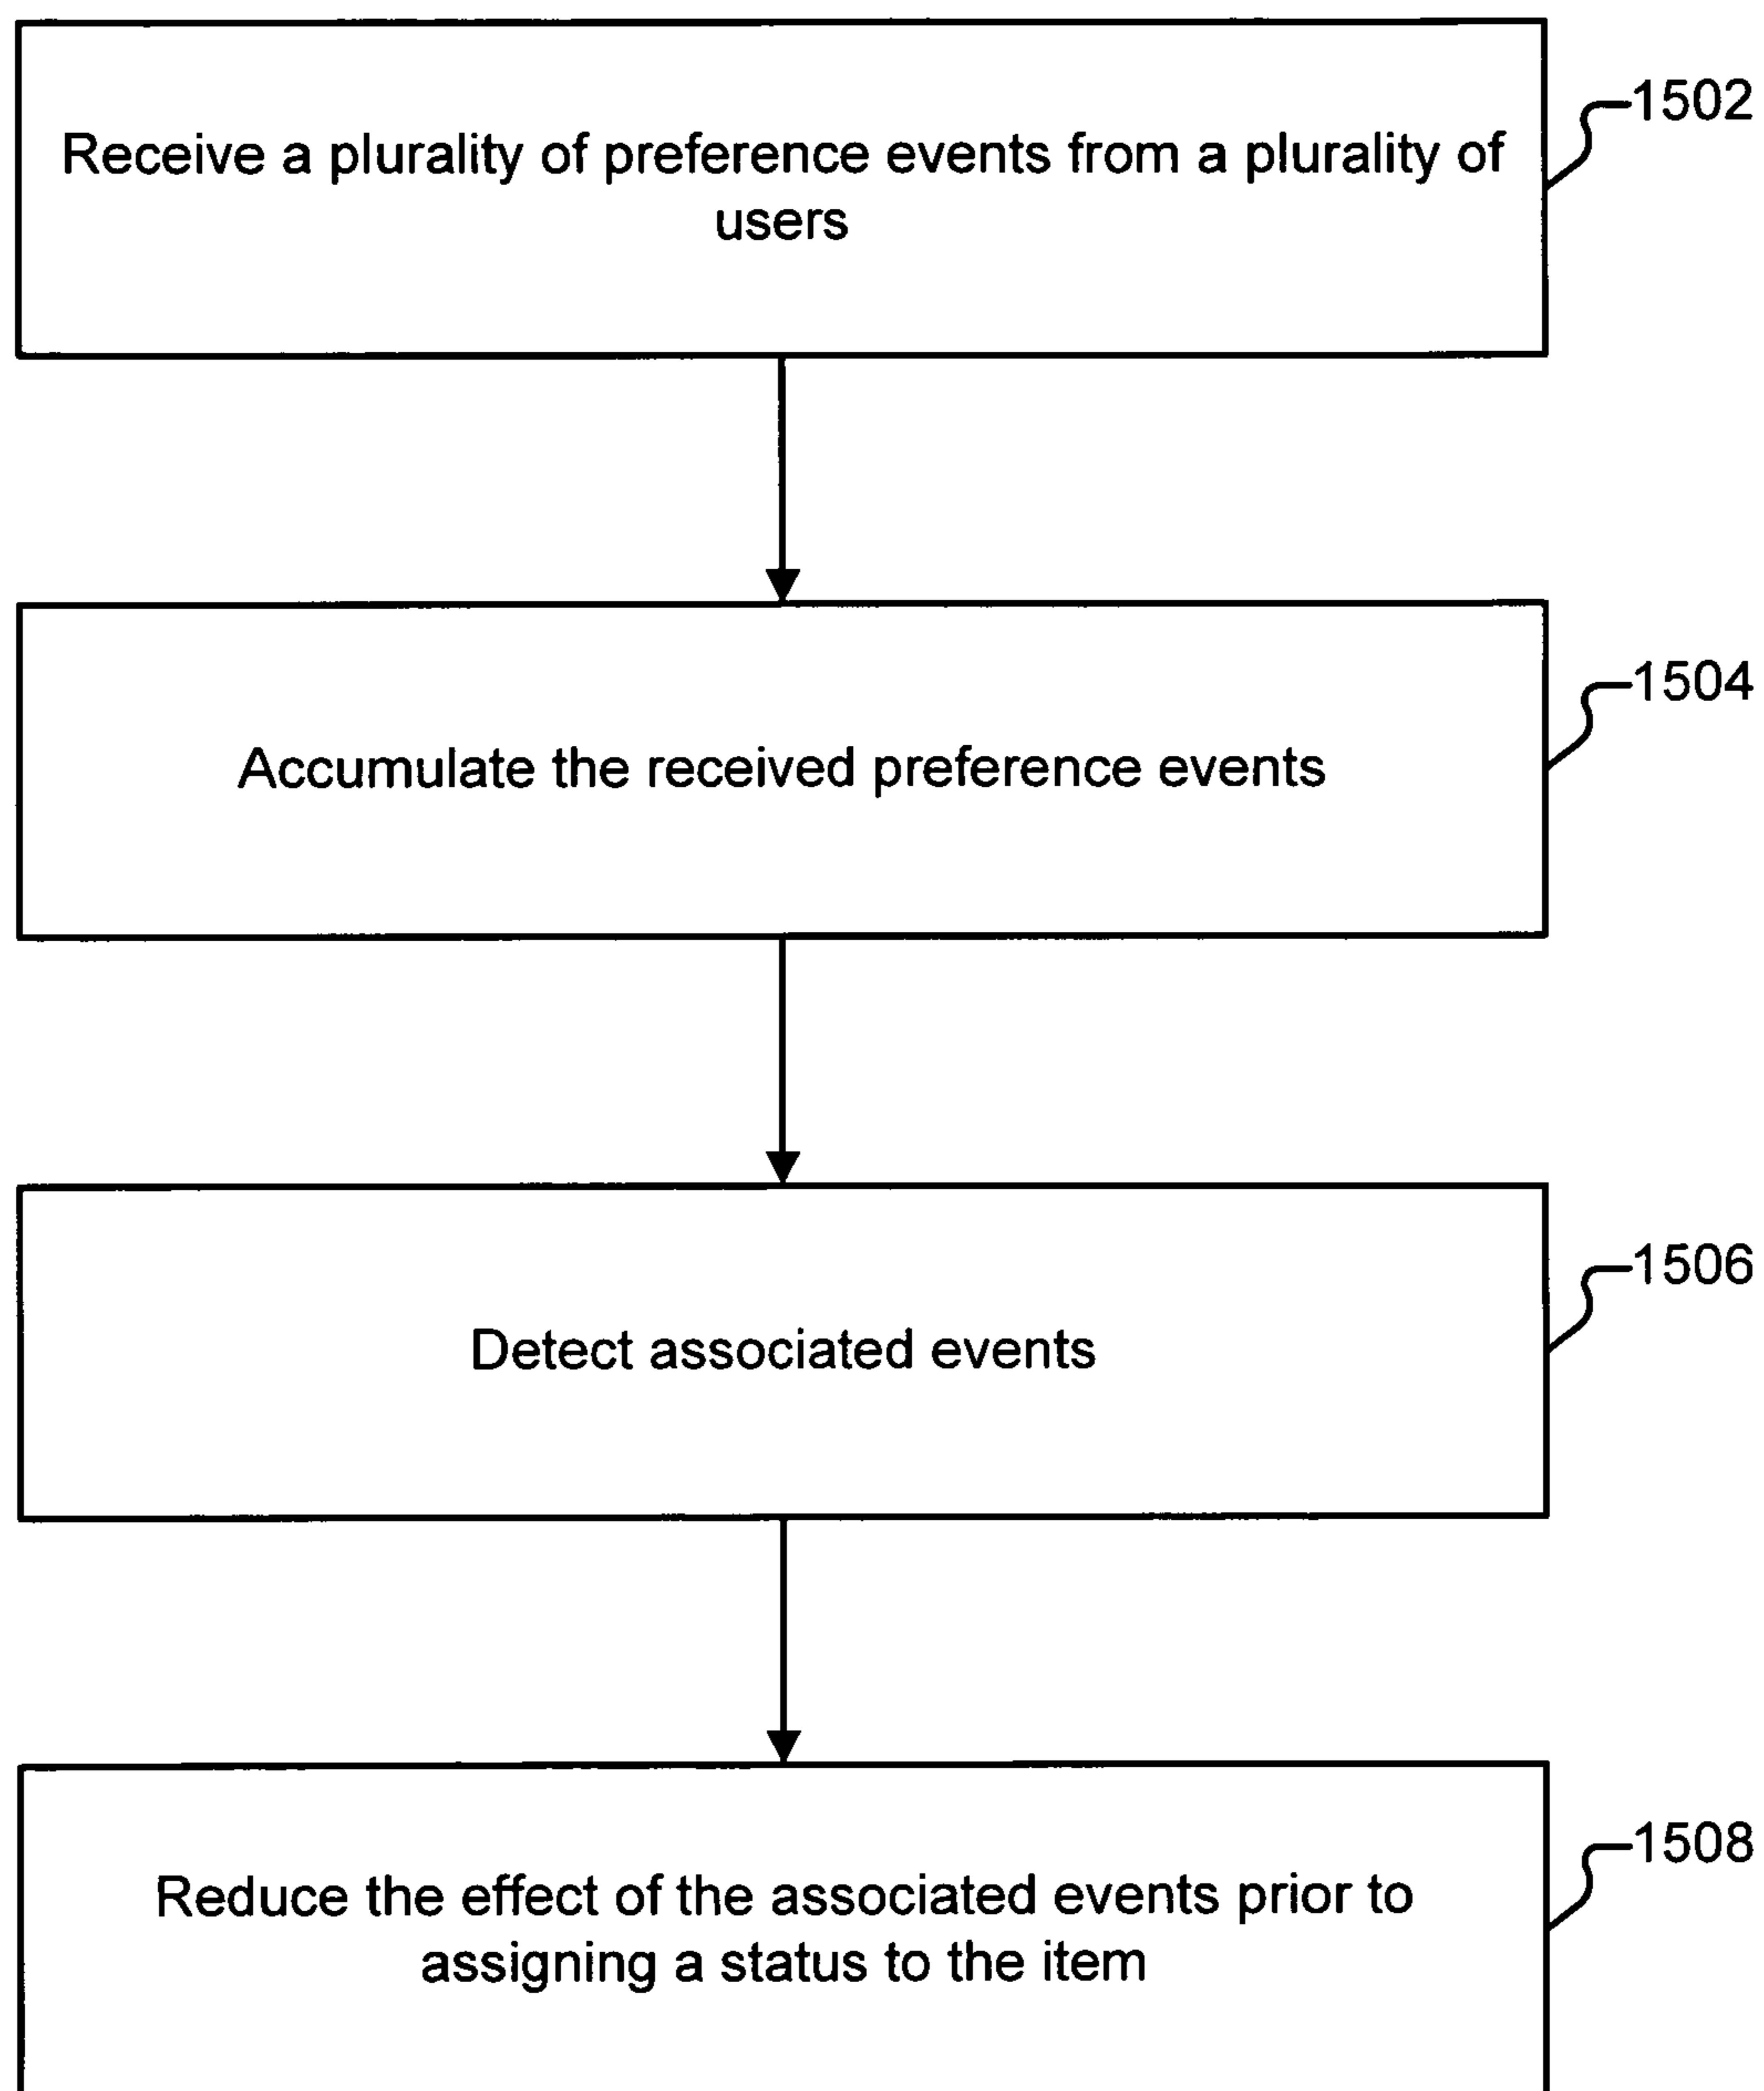 1502
Receive a plurality of preference events from a plurality of
users
1504
Accumulate the received preference events
1506
Detect associated events
1508
Reduce the effect of the associated events prior to
assigning a status to the item